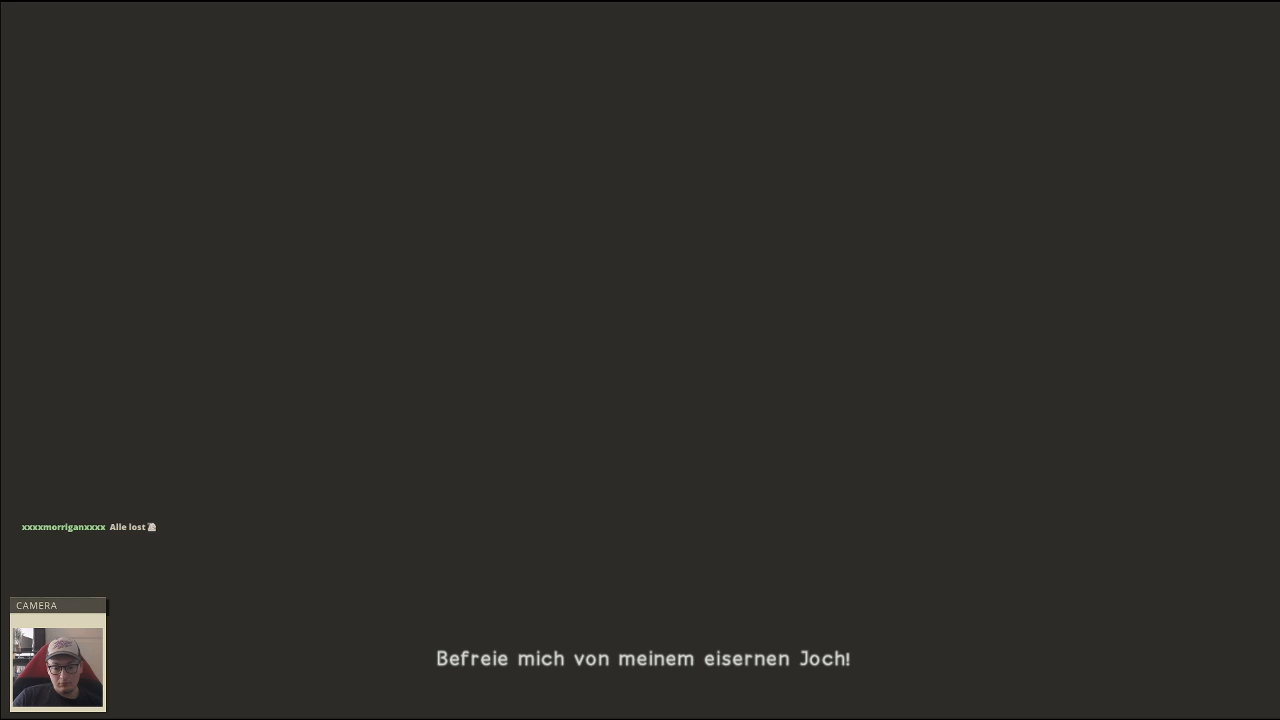 xxxxmorriganxxxx Alle lost
CAMERA
Befreie mich von meinem eisernen Joch!